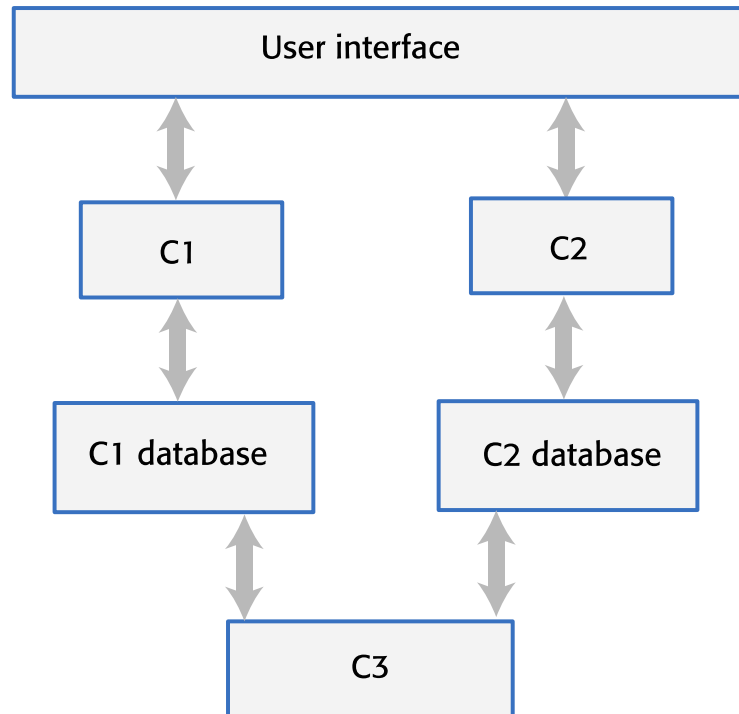 User interface
C1
C2
C1 database
C2 database
C3